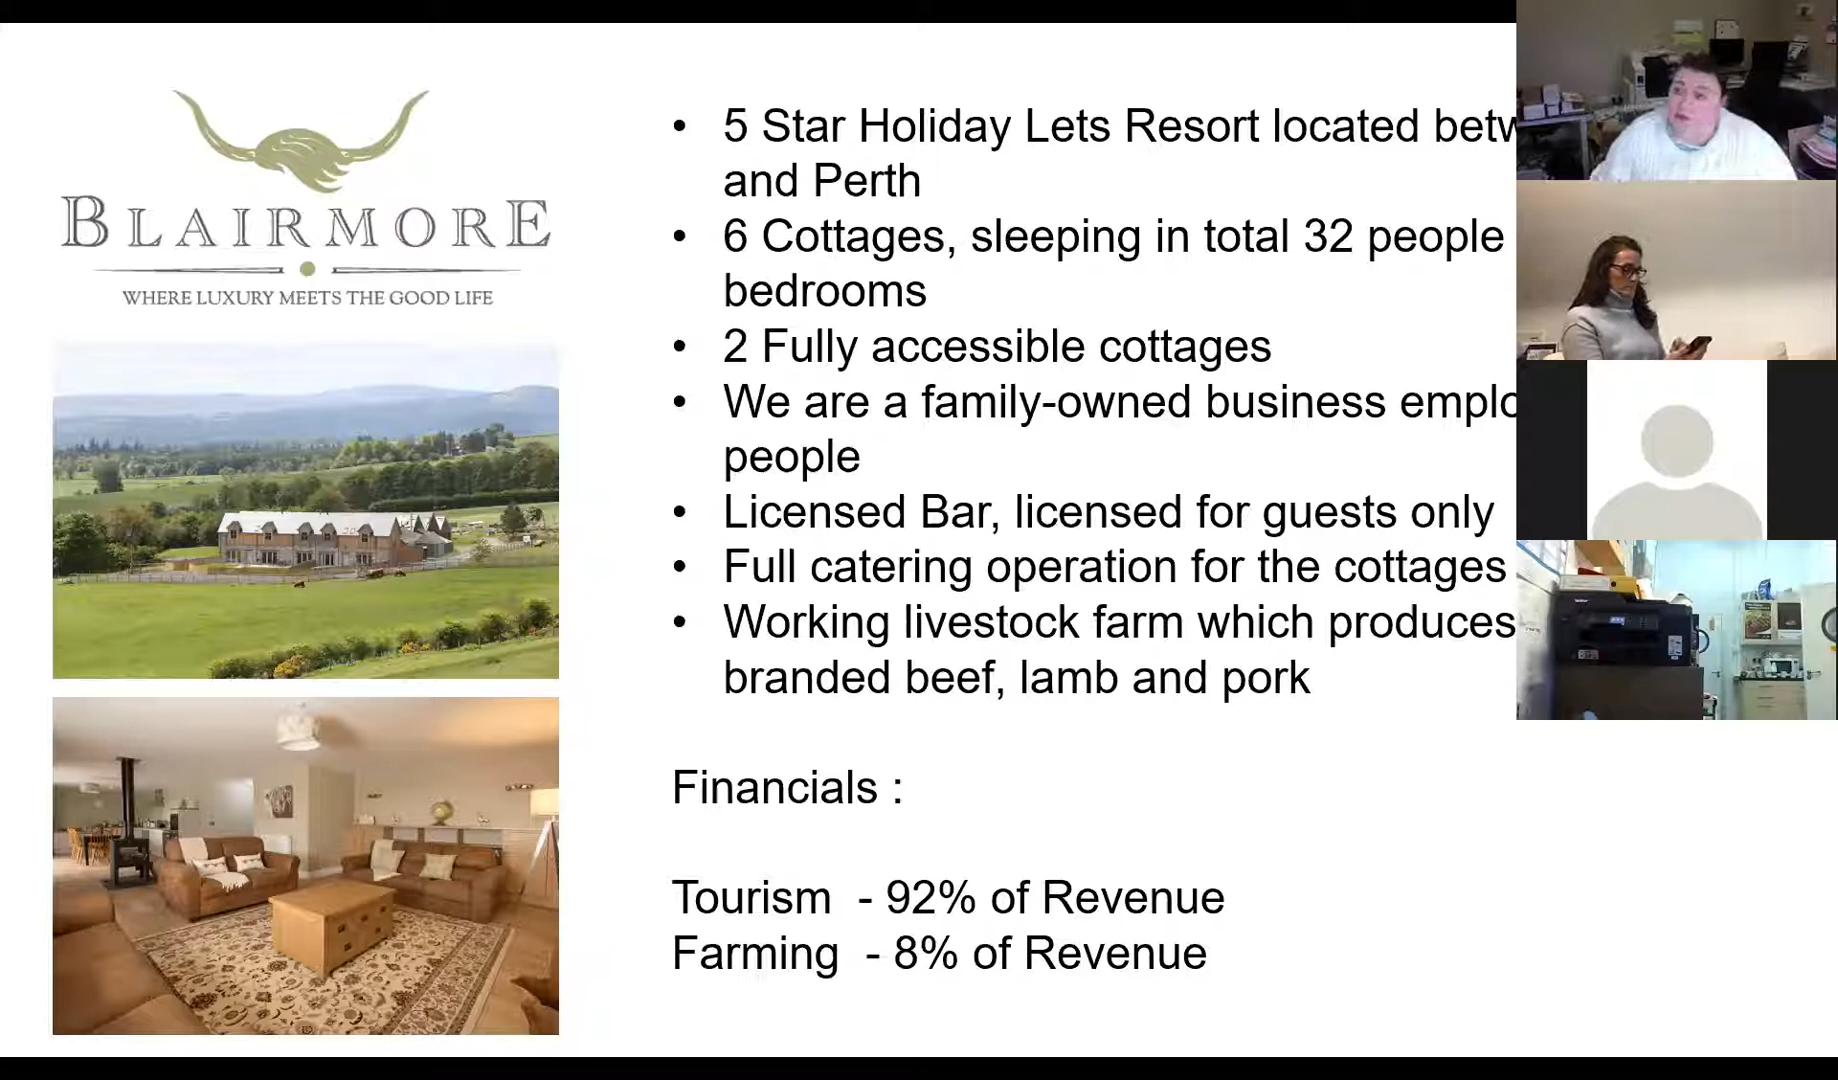 BLAIRMORE
WHERE LUXURY MEETS THE GOOD LIFE
• 5 Star Holiday Lets Resort located
and Perth
• 6 Cottages, sleeping in total 32 people
bedrooms
• 2 Fully accessible cottages
• We are a family-owned business
people
• Licensed Bar, licensed for guests only
• Full catering operation for the cottages
• Working livestock farm which produces
branded beef, lamb and pork
Financials :
Tourism - 92% of Revenue
Farming - 8% of Revenue